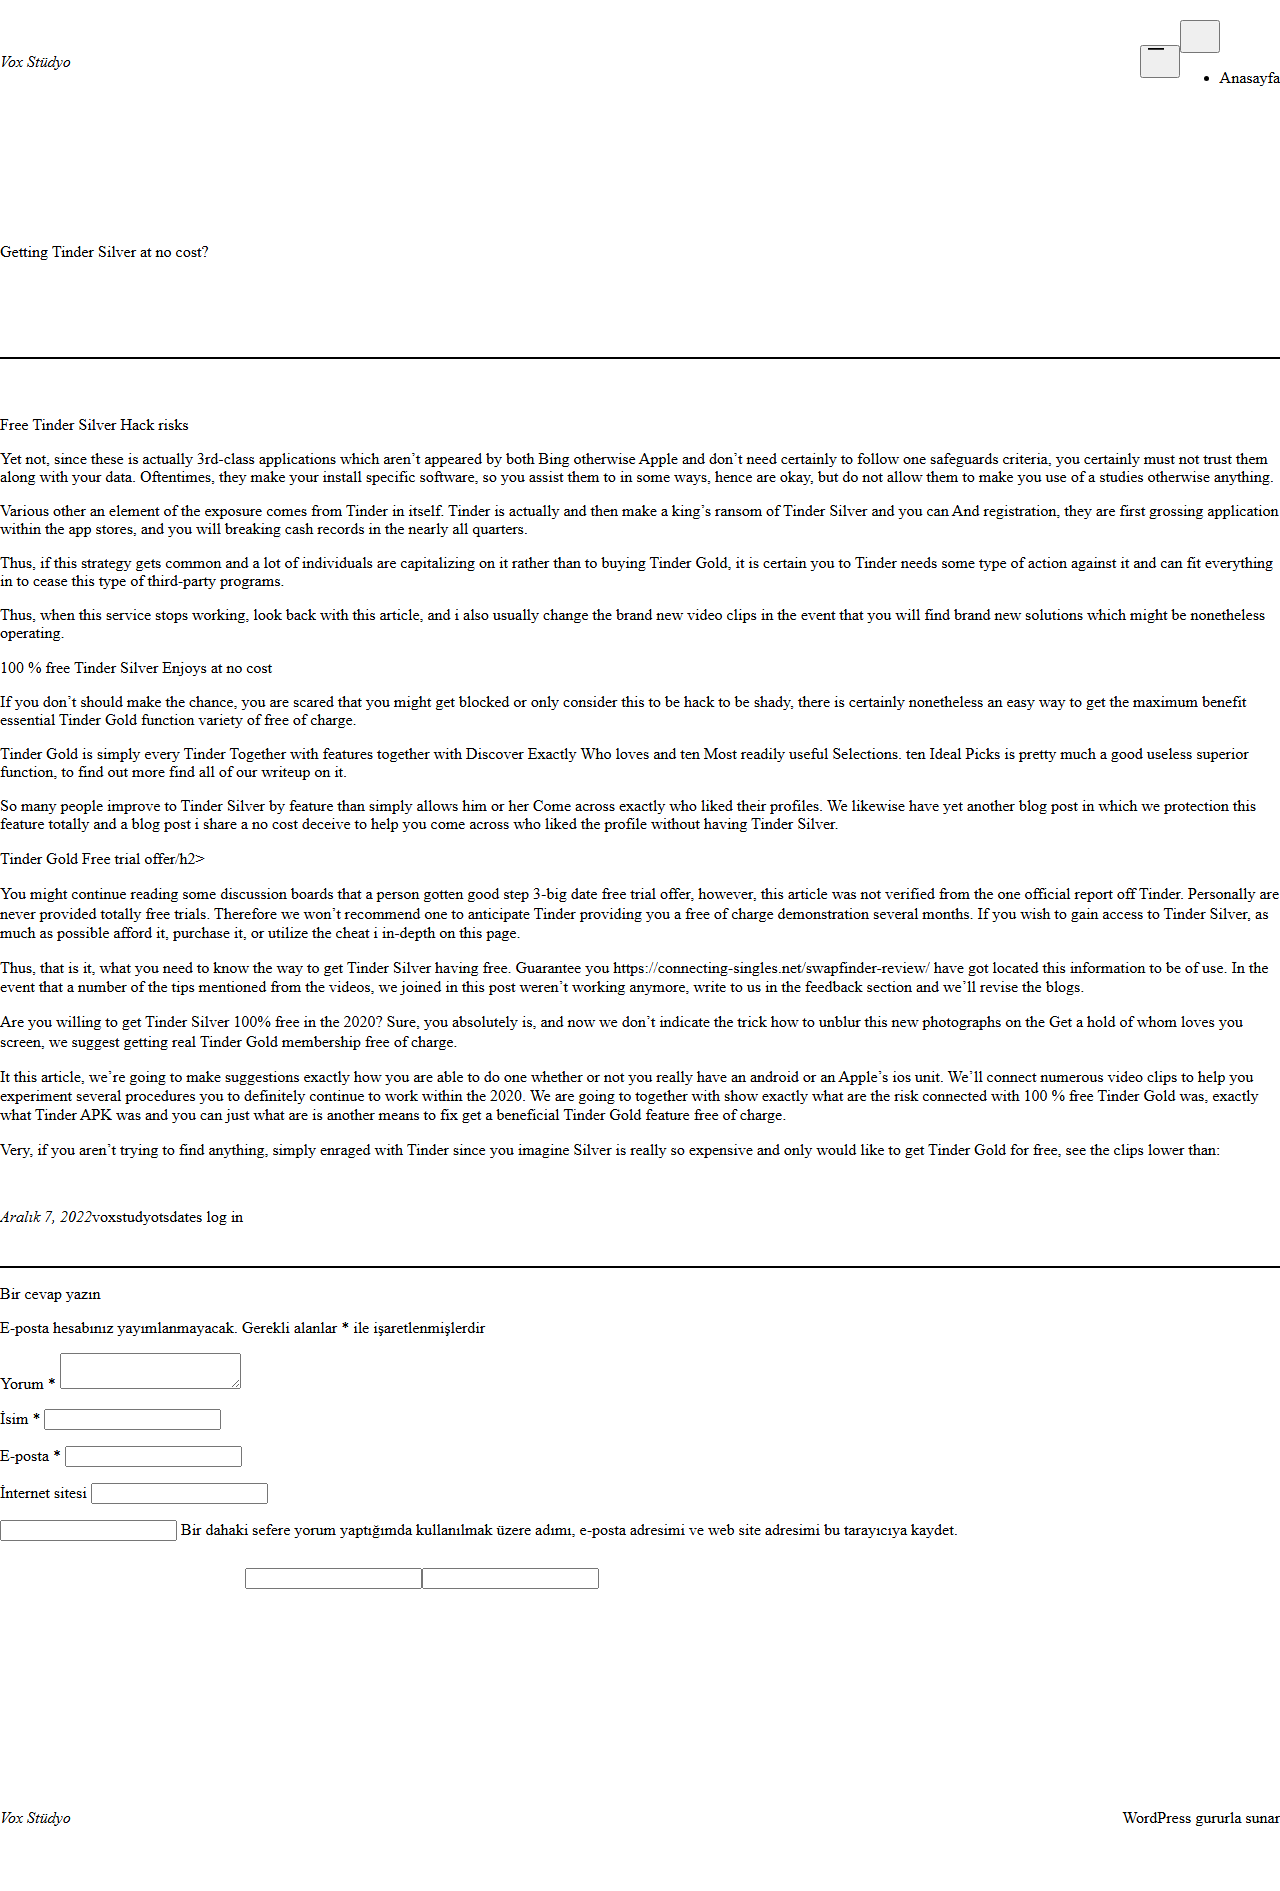 Vox Stüdyo
Anasayfa
Getting Tinder Silver at no cost?
Free Tinder Silver Hack risks
Yet not, since these is actually 3rd-class applications which aren’t appeared by both Bing otherwise Apple and don’t need certainly to follow one safeguards criteria, you certainly must not trust them
along with your data. Oftentimes, they make your install specific software, so you assist them to in some ways, hence are okay, but do not allow them to make you use of a studies otherwise anything.
Various other an element of the exposure comes from Tinder in itself. Tinder is actually and then make a king’s ransom of Tinder Silver and you can And registration, they are first grossing application
within the app stores, and you will breaking cash records in the nearly all quarters.
Thus, if this strategy gets common and a lot of individuals are capitalizing on it rather than to buying Tinder Gold, it is certain you to Tinder needs some type of action against it and can fit everything
in to cease this type of third-party programs.
Thus, when this service stops working, look back with this article, and i also usually change the brand new video clips in the event that you will find brand new solutions which might be nonetheless
operating.
100 % free Tinder Silver Enjoys at no cost
If you don’t should make the chance, you are scared that you might get blocked or only consider this to be hack to be shady, there is certainly nonetheless an easy way to get the maximum benefit
essential Tinder Gold function variety of free of charge.
Tinder Gold is simply every Tinder Together with features together with Discover Exactly Who loves and ten Most readily useful Selections. ten Ideal Picks is pretty much a good useless superior
function, to find out more find all of our writeup on it.
So many people improve to Tinder Silver by feature than simply allows him or her Come across exactly who liked their profiles. We likewise have yet another blog post in which we protection this
feature totally and a blog post i share a no cost deceive to help you come across who liked the profile without having Tinder Silver.
Tinder Gold Free trial offer/h2>
You might continue reading some discussion boards that a person gotten good step 3-big date free trial offer, however, this article was not verified from the one official report off Tinder. Personally are
never provided totally free trials. Therefore we won’t recommend one to anticipate Tinder providing you a free of charge demonstration several months. If you wish to gain access to Tinder Silver, as
much as possible afford it, purchase it, or utilize the cheat i in-depth on this page.
Thus, that is it, what you need to know the way to get Tinder Silver having free. Guarantee you https://connecting-singles.net/swapfinder-review/ have got located this information to be of use. In the
event that a number of the tips mentioned from the videos, we joined in this post weren’t working anymore, write to us in the feedback section and we’ll revise the blogs.
Are you willing to get Tinder Silver 100% free in the 2020? Sure, you absolutely is, and now we don’t indicate the trick how to unblur this new photographs on the Get a hold of whom loves you
screen, we suggest getting real Tinder Gold membership free of charge.
It this article, we’re going to make suggestions exactly how you are able to do one whether or not you really have an android or an Apple’s ios unit. We’ll connect numerous video clips to help you
experiment several procedures you to definitely continue to work within the 2020. We are going to together with show exactly what are the risk connected with 100 % free Tinder Gold was, exactly
what Tinder APK was and you can just what are is another means to fix get a beneficial Tinder Gold feature free of charge.
Very, if you aren’t trying to find anything, simply enraged with Tinder since you imagine Silver is really so expensive and only would like to get Tinder Gold for free, see the clips lower than:
Aralık 7, 2022voxstudyotsdates log in
Bir cevap yazın
E-posta hesabınız yayımlanmayacak. Gerekli alanlar * ile işaretlenmişlerdir
Yorum *
İsim *
E-posta *
İnternet sitesi
Bir dahaki sefere yorum yaptığımda kullanılmak üzere adımı, e-posta adresimi ve web site adresimi bu tarayıcıya kaydet.
Vox Stüdyo
WordPress gururla sunar